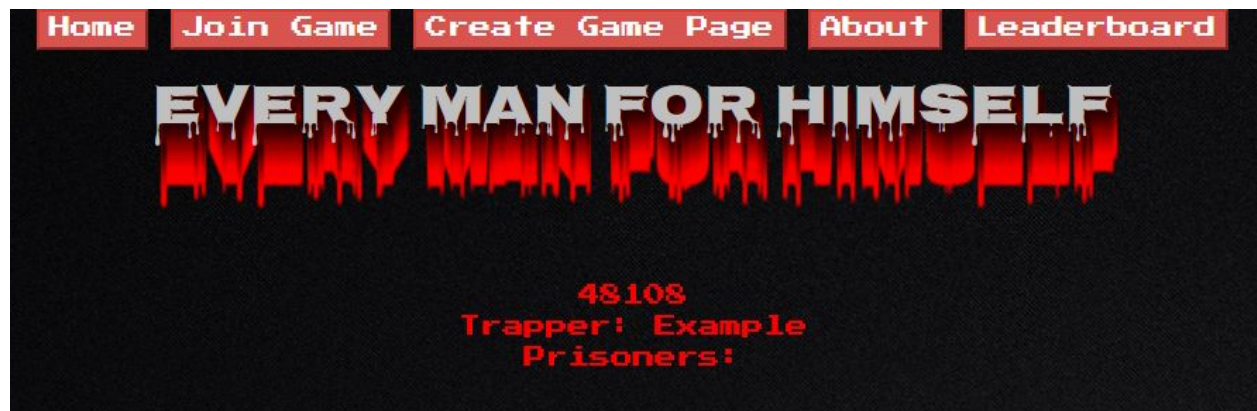 Home Join Game Create Game Page About Leaderboard
EVERY MAN FOR HIMSELF
48108
Trapper: Example
Prisoners: